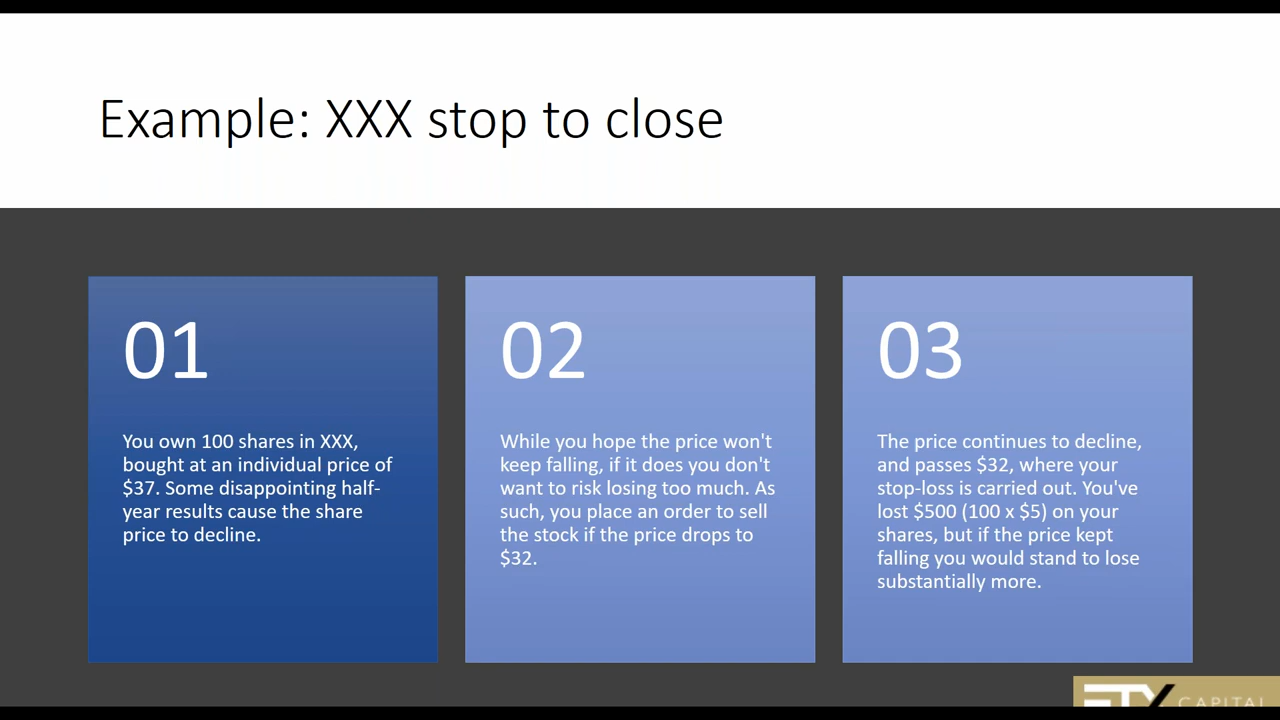 Example: XXX stop to close
01
You own 100 shares in XXX,
bought at an individual price of
$37. Some disappointing half-
year results cause the share
price to decline.
02
While you hope the price won't
keep falling, if it does you don't
want to risk losing too much. As
such, you place an order to sell
the stock if the price drops to
$32.
03
The price continues to decline,
and passes $32, where your
stop-loss is carried out. You've
lost $500 (100 x $5) on your
shares, but if the price kept
falling you would stand to lose
substantially more.
ETX CAPITAL